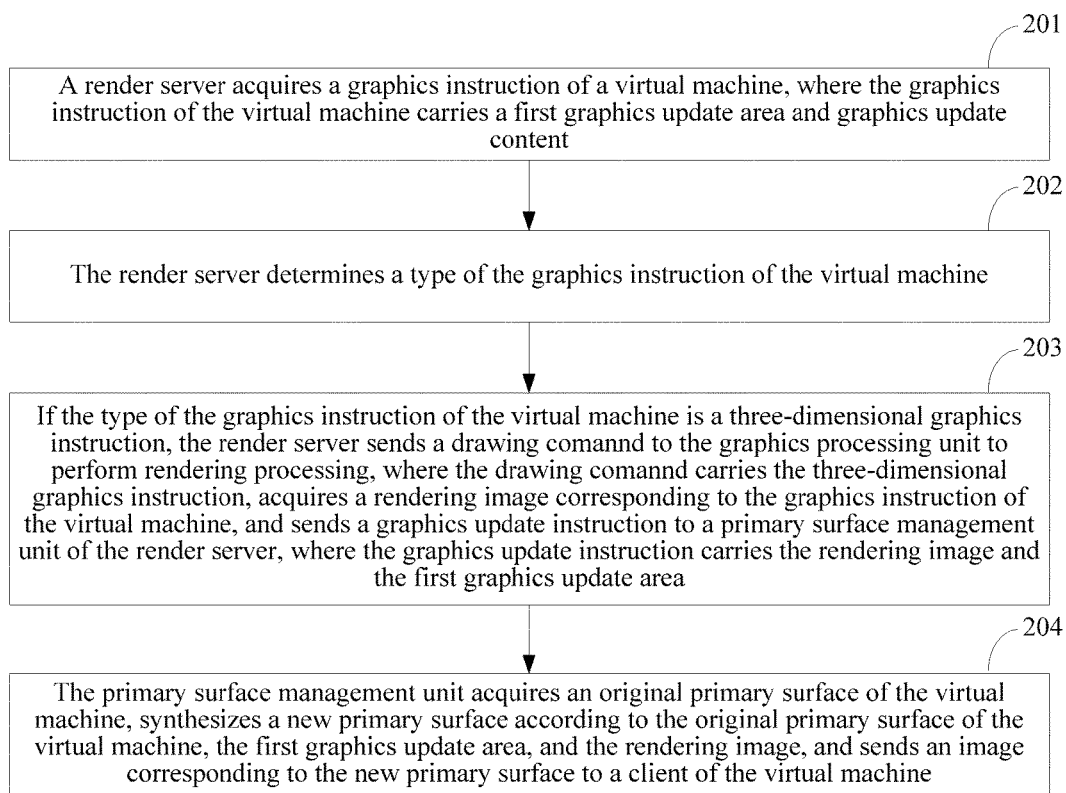 201
A render server acquires a graphics instruction of a virtual machine, where the graphics
instruction of the virtual machine carries a first graphics update area and graphics update
content
202
The render server determines a type of the graphics instruction of the virtual machine
203
If the type of the graphics instruction of the virtual machine is a three-dimensional graphics
instruction, the render server sends a drawing comannd to the graphics processing unit to
perform rendering processing, where the drawing comannd carries the three-dimensional
graphics instruction, acquires a rendering image corresponding to the graphics instruction of
the virtual machine, and sends a graphics update instruction to a primary surface management
unit of the render server, where the graphics update instruction carries the rendering image and
the first graphics update area
204
The primary surface management unit acquires an original primary surface of the virtual
machine, synthesizes a new primary surface according to the original primary surface of the
virtual machine, the first graphics update area, and the rendering image, and sends an image
corresponding to the new primary surface to a client of the virtual machine